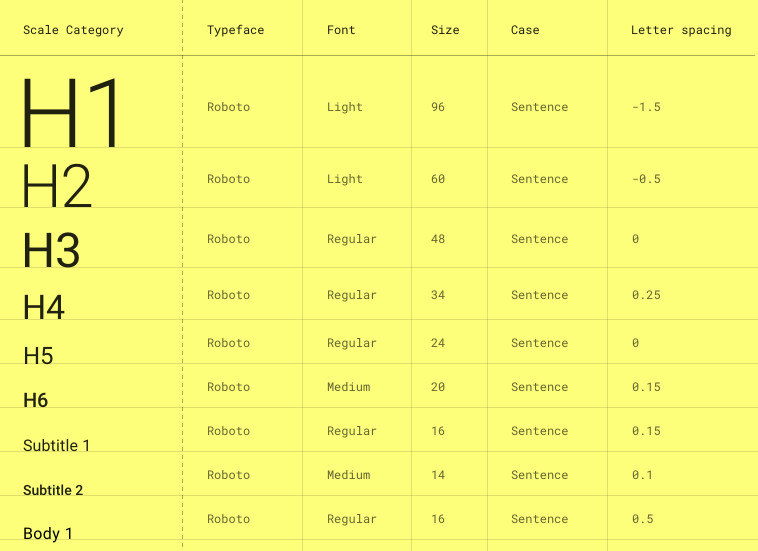 Scale Category Typeface Font Size Case Letter spacing
H1 Roboto Light 96 Sentence -1.5
H2 Roboto Light 60 Sentence -0.5
H3 Roboto Regular 48 Sentence 0
H4 Roboto Regular 34 Sentence 0.25
H5 Roboto Regular 24 Sentence 0
H6 Roboto Medium 20 Sentence 0.15
Subtitle 1 Roboto Regular 16 Sentence 0.15
Subtitle 2 Roboto Medium 14 Sentence 0.1
Body 1 Roboto Regular 16 Sentence 0.5